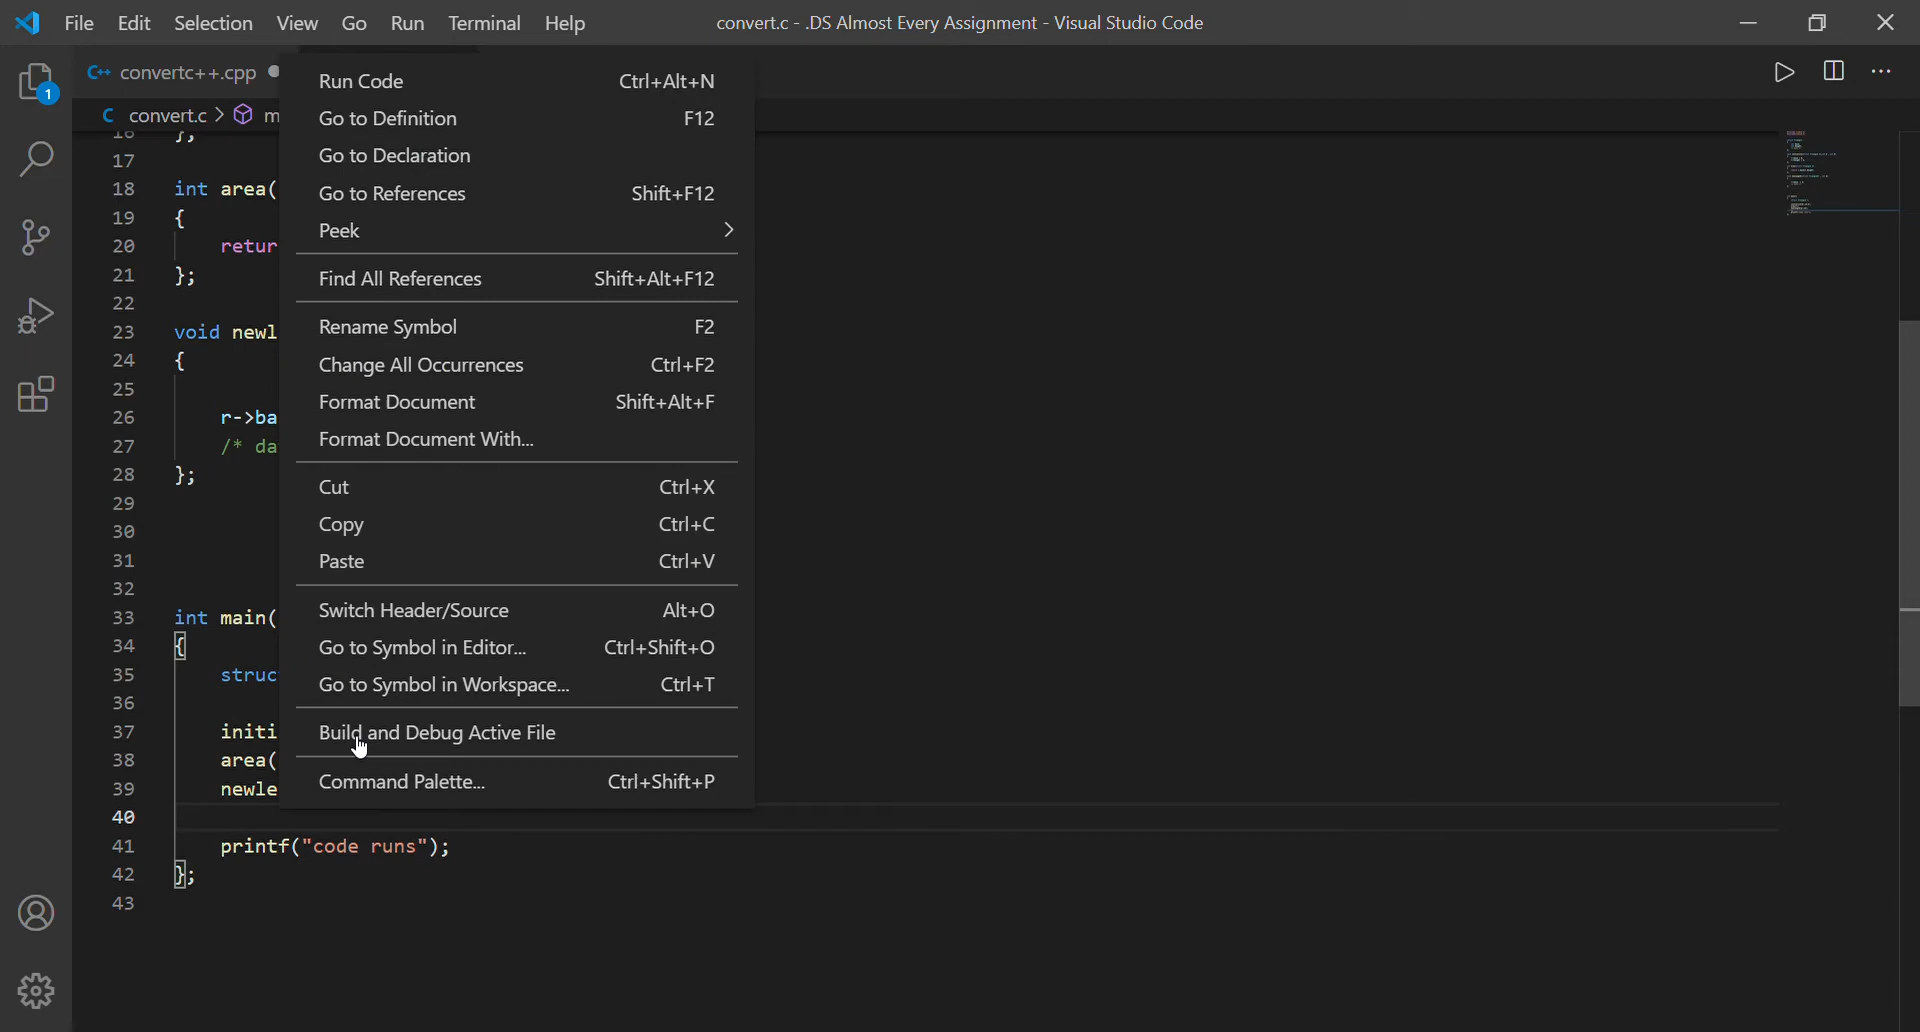 File Edit Selection View Go Run Terminal Help convert.c - .DS Almost Every Assignment - Visual Studio Code
C++ convertc++.cpp
1
C convert.c > m
Run Code Ctrl+Alt+N
Go to Definition F12
Go to Declaration
Go to References Shift+F12
Peek >
Find All References Shift+Alt+F12
Rename Symbol F2
Change All Occurrences Ctrl+F2
Format Document Shift+Alt+F
Format Document With...
Cut Ctrl+X
Copy Ctrl+C
Paste Ctrl+V
Switch Header/Source Alt+O
Go to Symbol in Editor... Ctrl+Shift+O
Go to Symbol in Workspace... Ctrl+T
Build and Debug Active File
Command Palette... Ctrl+Shift+P
16 };
17
18 int area(
19 {
20 retur
21 };
22
23 void newl
24 {
25
26 r->ba
27 /* da
28 };
29
30
31
32
33 int main(
34 {
35 struc
36
37 initi
38 area(
39 newle
40
41 printf("code runs");
42 };
43